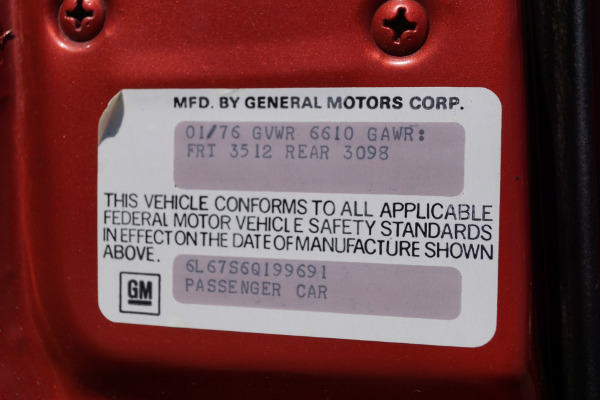 MFD. BY GENERAL MOTORS CORP.
01/76 GVWR 6610 GAWR:
FRT 3512 REAR 3098
THIS VEHICLE CONFORMS TO ALL APPLICABLE
FEDERAL MOTOR VEHICLE SAFETY STANDARDS
IN EFFECT ON THE DATE OF MANUFACTURE SHOWN
ABOVE.
6L67S6Q199691
PASSENGER CAR
GM